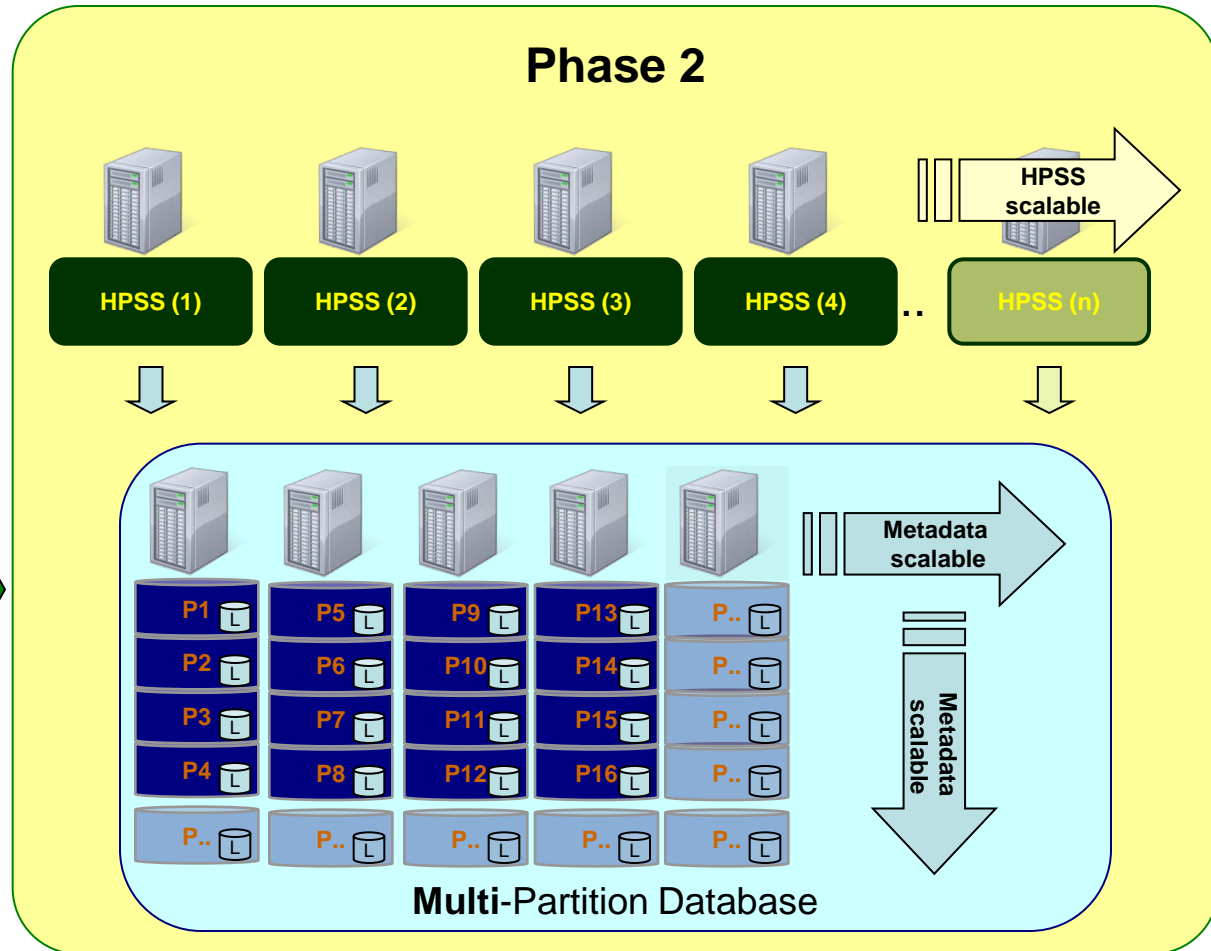 Phase 2
HPSS
scalable
HPSS (1)
HPSS (2)
HPSS (3)
HPSS (4)
..
HPSS (n)
Metadata
scalable
P1 L
P5 L
P9 L
P13 L
P.. L
P2 L
P6 L
P10 L
P14 L
P.. L
P3 L
P7 L
P11 L
P15 L
P.. L
P4 L
P8 L
P12 L
P16 L
P.. L
P.. L
P.. L
P.. L
P.. L
P.. L
Metadata
scalable
Multi-Partition Database